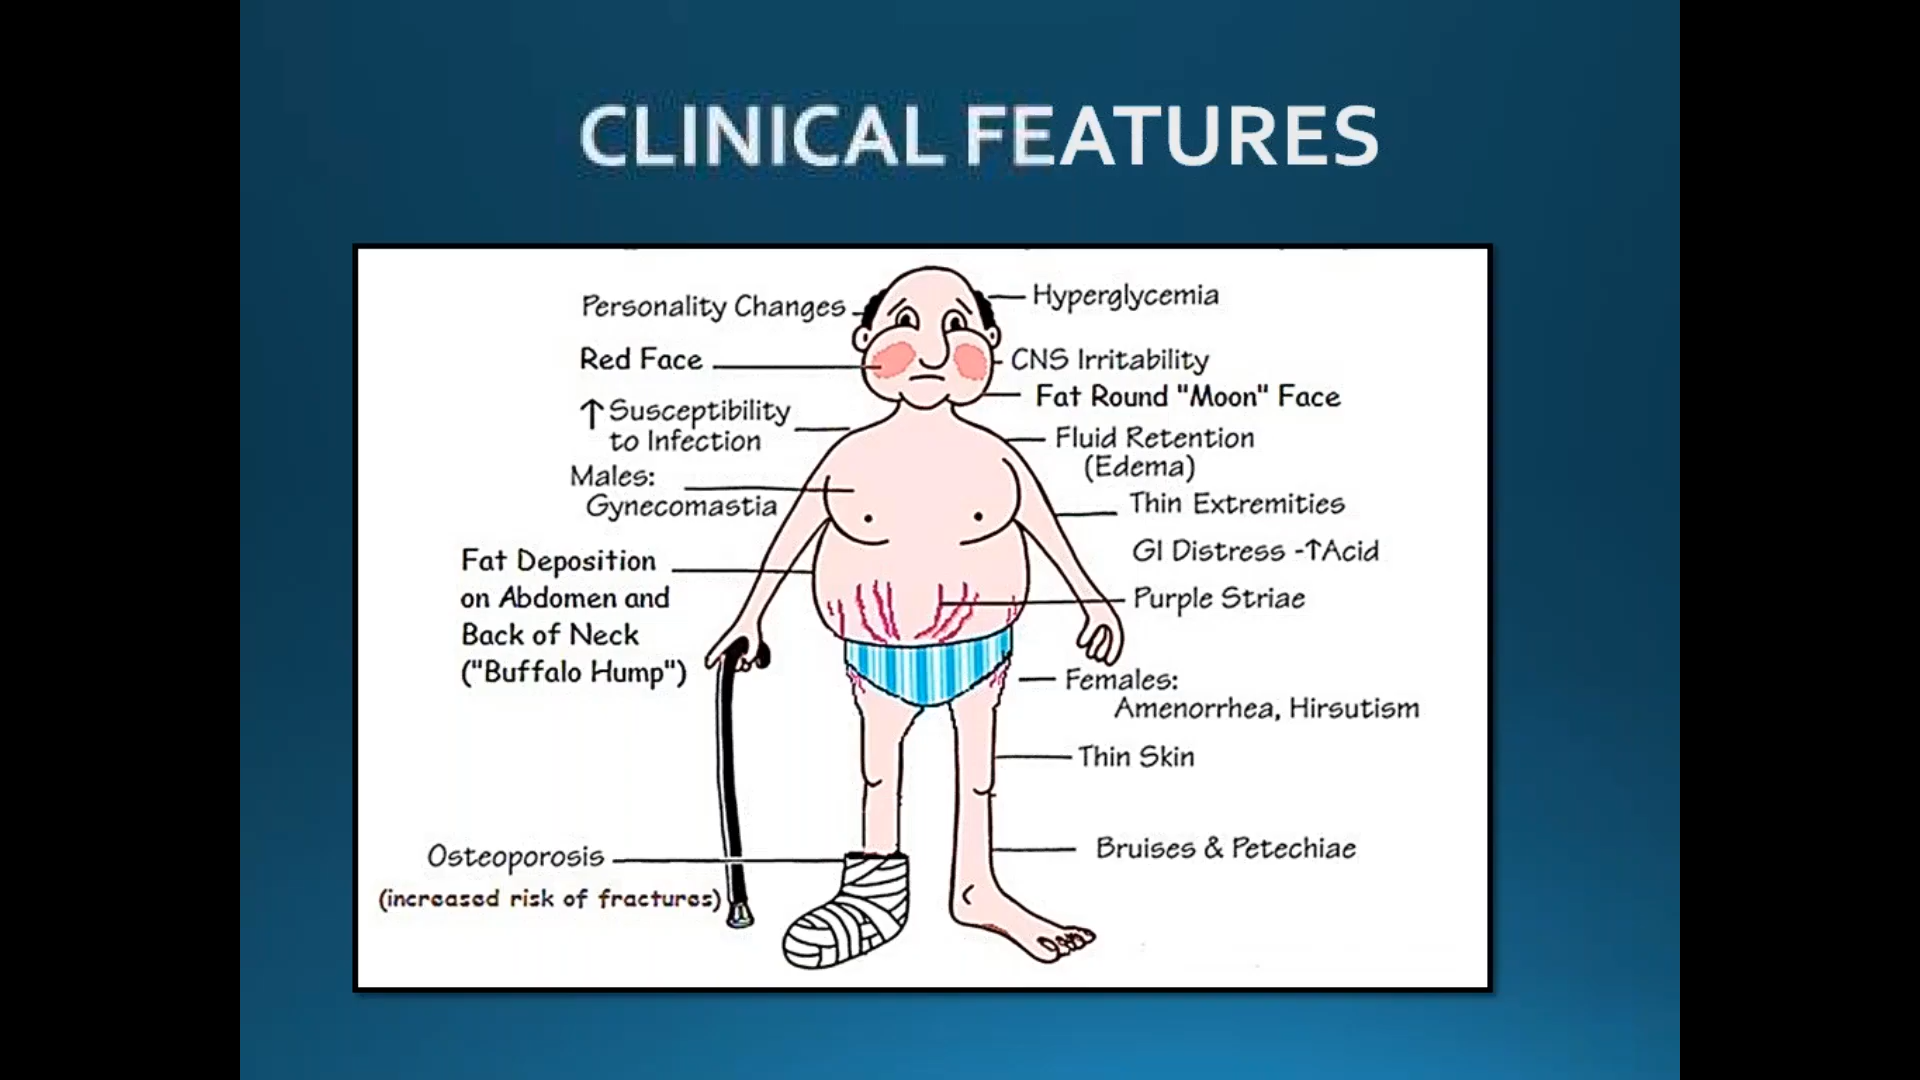 CLINICAL FEATURES
Personality Changes
Red Face
↑ Susceptibility
to Infection
Males:
Gynecomastia
Fat Deposition
on Abdomen and
Back of Neck
("Buffalo Hump")
Osteoporosis
(increased risk of fractures)
Hyperglycemia
CNS Irritability
Fat Round "Moon" Face
Fluid Retention
(Edema)
Thin Extremities
GI Distress -↑Acid
Purple Striae
Females:
Amenorrhea, Hirsutism
Thin Skin
Bruises & Petechiae